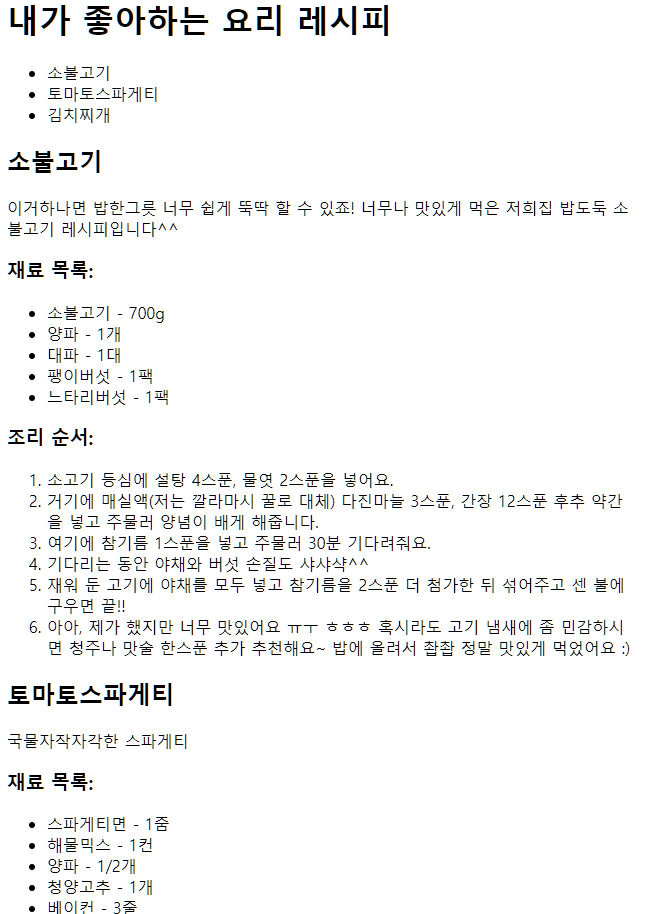 내가 좋아하는 요리 레시피
소불고기
토마토스파게티
김치찌개
소불고기
이거하나면 밥한그릇 너무 쉽게 뚝딱 할 수 있죠! 너무나 맛있게 먹은 저희집 밥도둑 소
불고기 레시피입니다^^
재료 목록:
소불고기 - 700g
양파 - 1개
대파 - 1대
팽이버섯 - 1팩
느타리버섯 - 1팩
조리 순서:
1. 소고기 등심에 설탕 4스푼, 물엿 2스푼을 넣어요.
2. 거기에 매실액(저는 깔라마시 꿀로 대체) 다진마늘 3스푼, 간장 12스푼 후추 약간
을 넣고 주물러 양념이 배게 해줍니다.
3. 여기에 참기름 1스푼을 넣고 주물러 30분 기다려줘요.
4. 기다리는 동안 야채와 버섯 손질도 샤샤샥^^
5. 재워 둔 고기에 야채를 모두 넣고 참기름을 2스푼 더 첨가한 뒤 섞어주고 센 불에
구우면 끝!!
6. 아아, 제가 했지만 너무 맛있어요 ㅠㅜ ㅎㅎㅎ 혹시라도 고기 냄새에 좀 민감하시
면 청주나 맛술 한스푼 추가 추천해요~ 밥에 올려서 촵촵 정말 맛있게 먹었어요 :)
토마토스파게티
국물자작자각한 스파게티
재료 목록:
스파게티면 - 1줌
해물믹스 - 1컨
양파 - 1/2개
청양고추 - 1개
베이컨 - 3줄